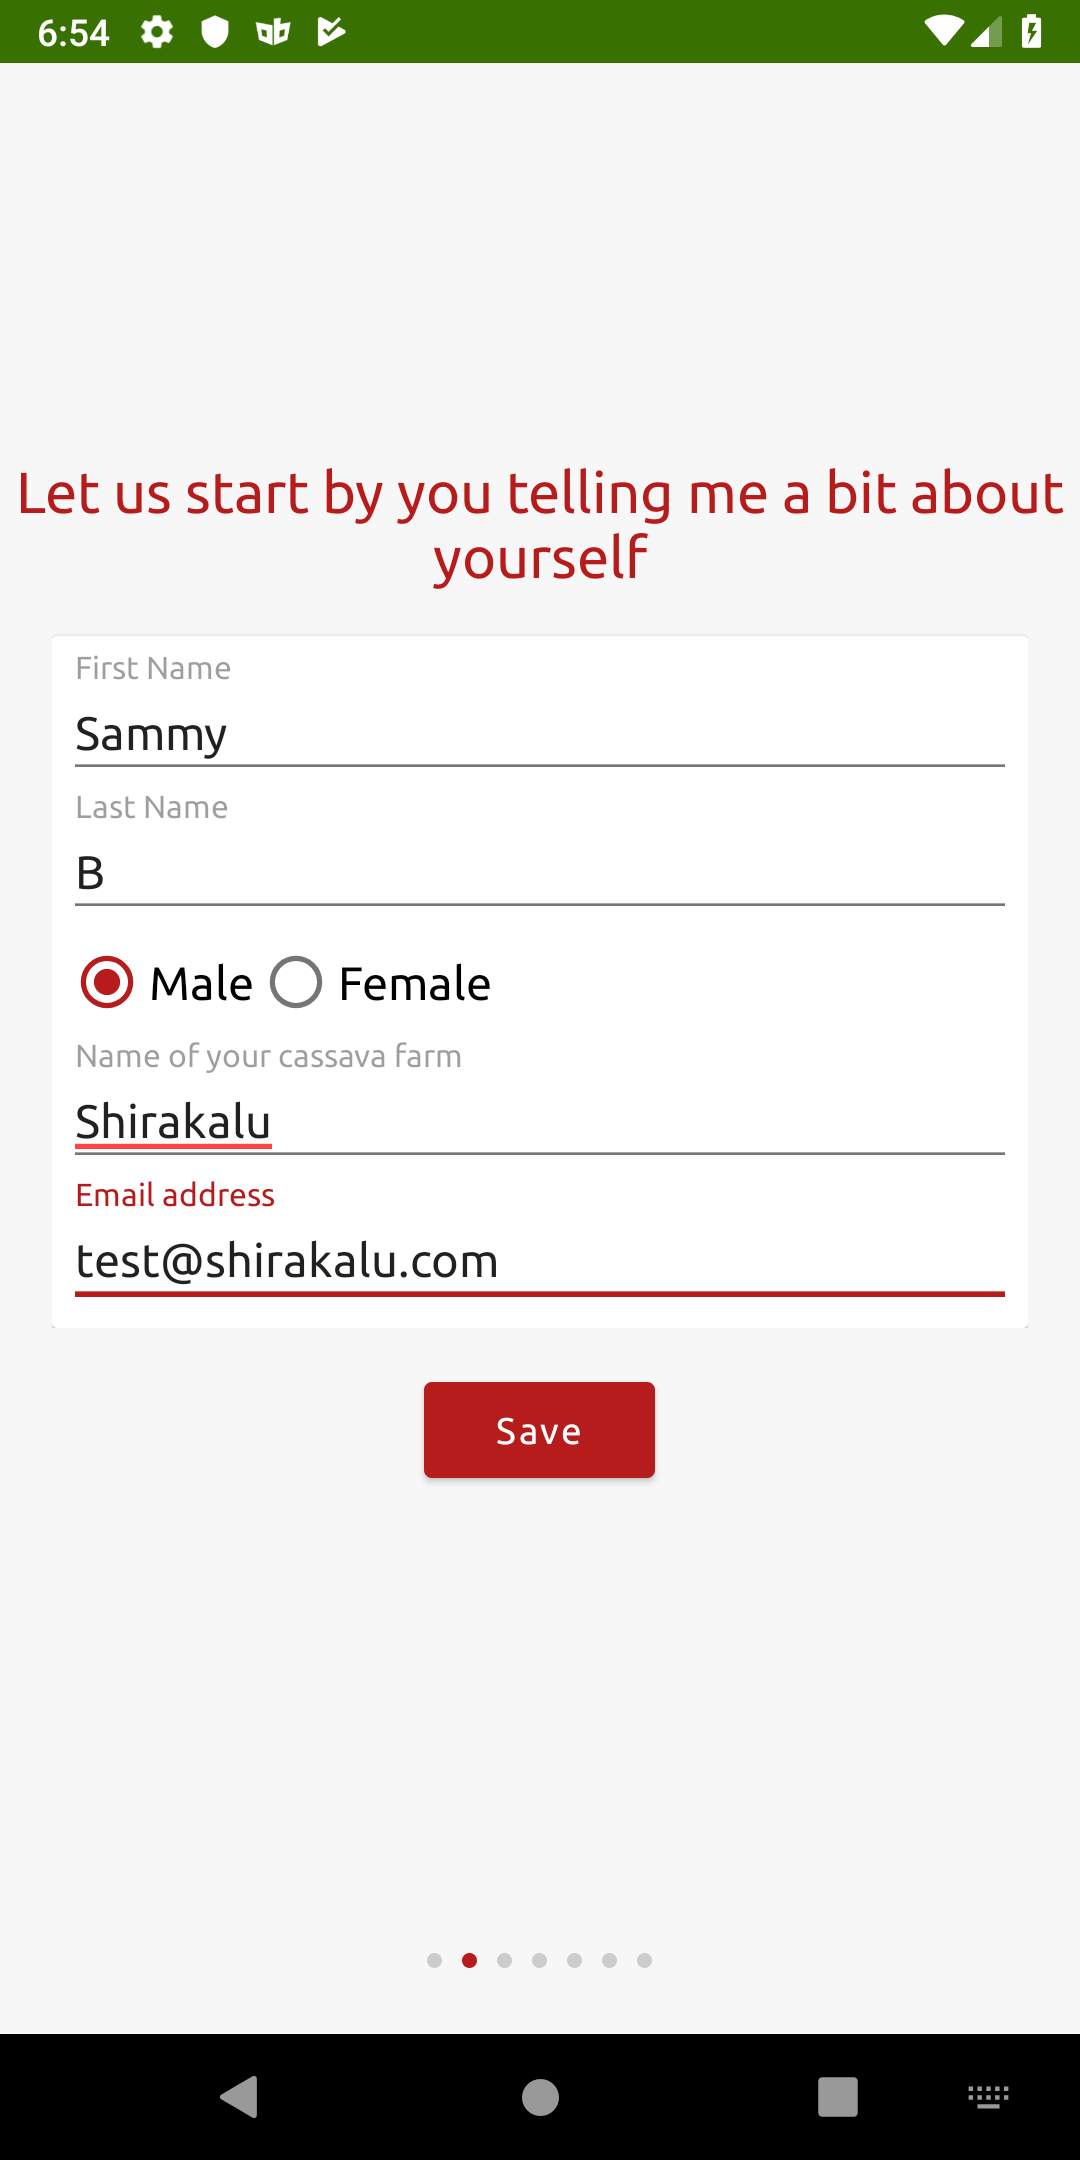 6:54
Let us start by you telling me a bit about
yourself
First Name
Sammy
Last Name
B
Male Female
Name of your cassava farm
Shirakalu
Email address
test@shirakalu.com
Save